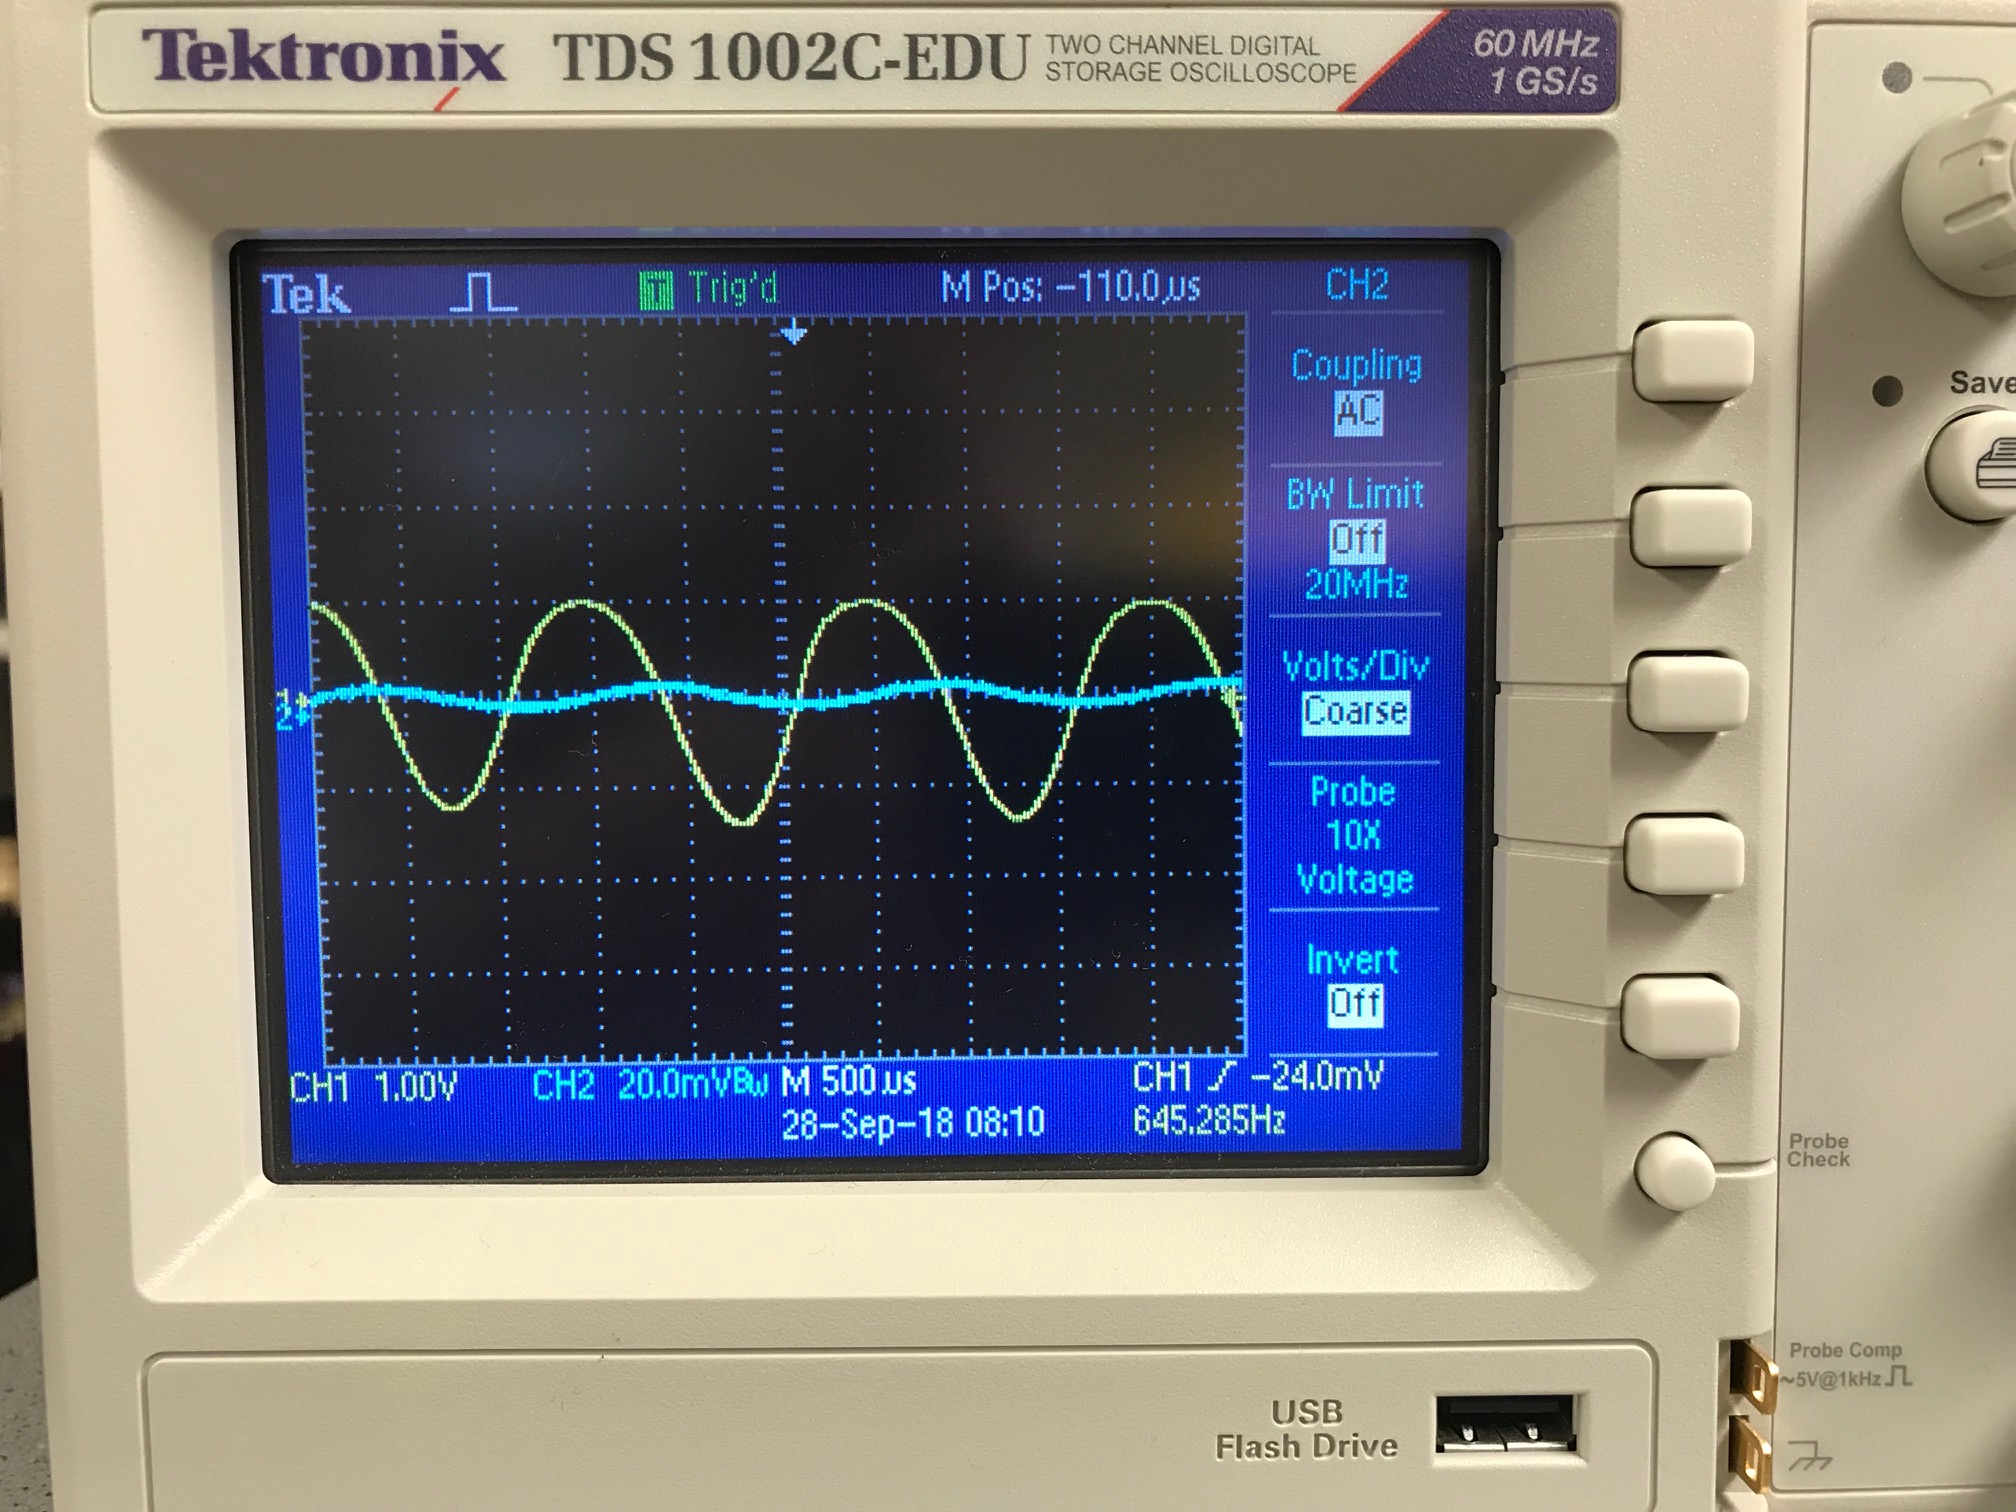 Tektronix TDS 1002C-EDU TWO CHANNEL DIGITAL
STORAGE OSCILLOSCOPE
60 MHz
1 GS/s
Tek Trig'd M Pos: -110.0µs CH2
Coupling
AC
BW Limit
Off
20MHz
Volts/Div
Coarse
Probe
10X
Voltage
Invert
Off
1
2
CH1 1.00V CH2 20.0mVBw M 500µs CH1 -24.0mV
28-Sep-18 08:10 645.285Hz
Save
Probe
Check
Probe Comp
~5V@1kHz
USB
Flash Drive